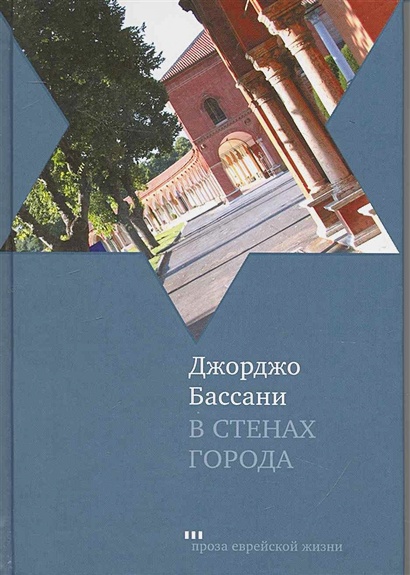 Джорджо
Бассани
В СТЕНАХ
ГОРОДА
проза еврейской жизни